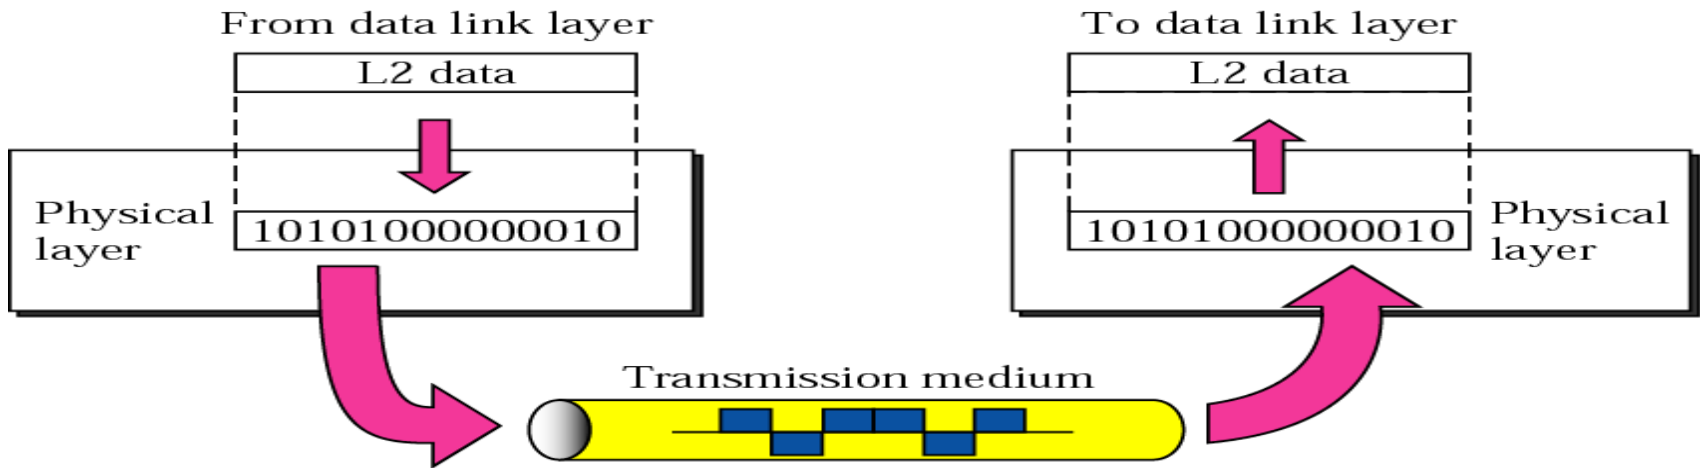 From data link layer
To data link layer
L2 data
L2 data
Physical
layer
10101000000010
10101000000010
Physical
layer
Transmission medium